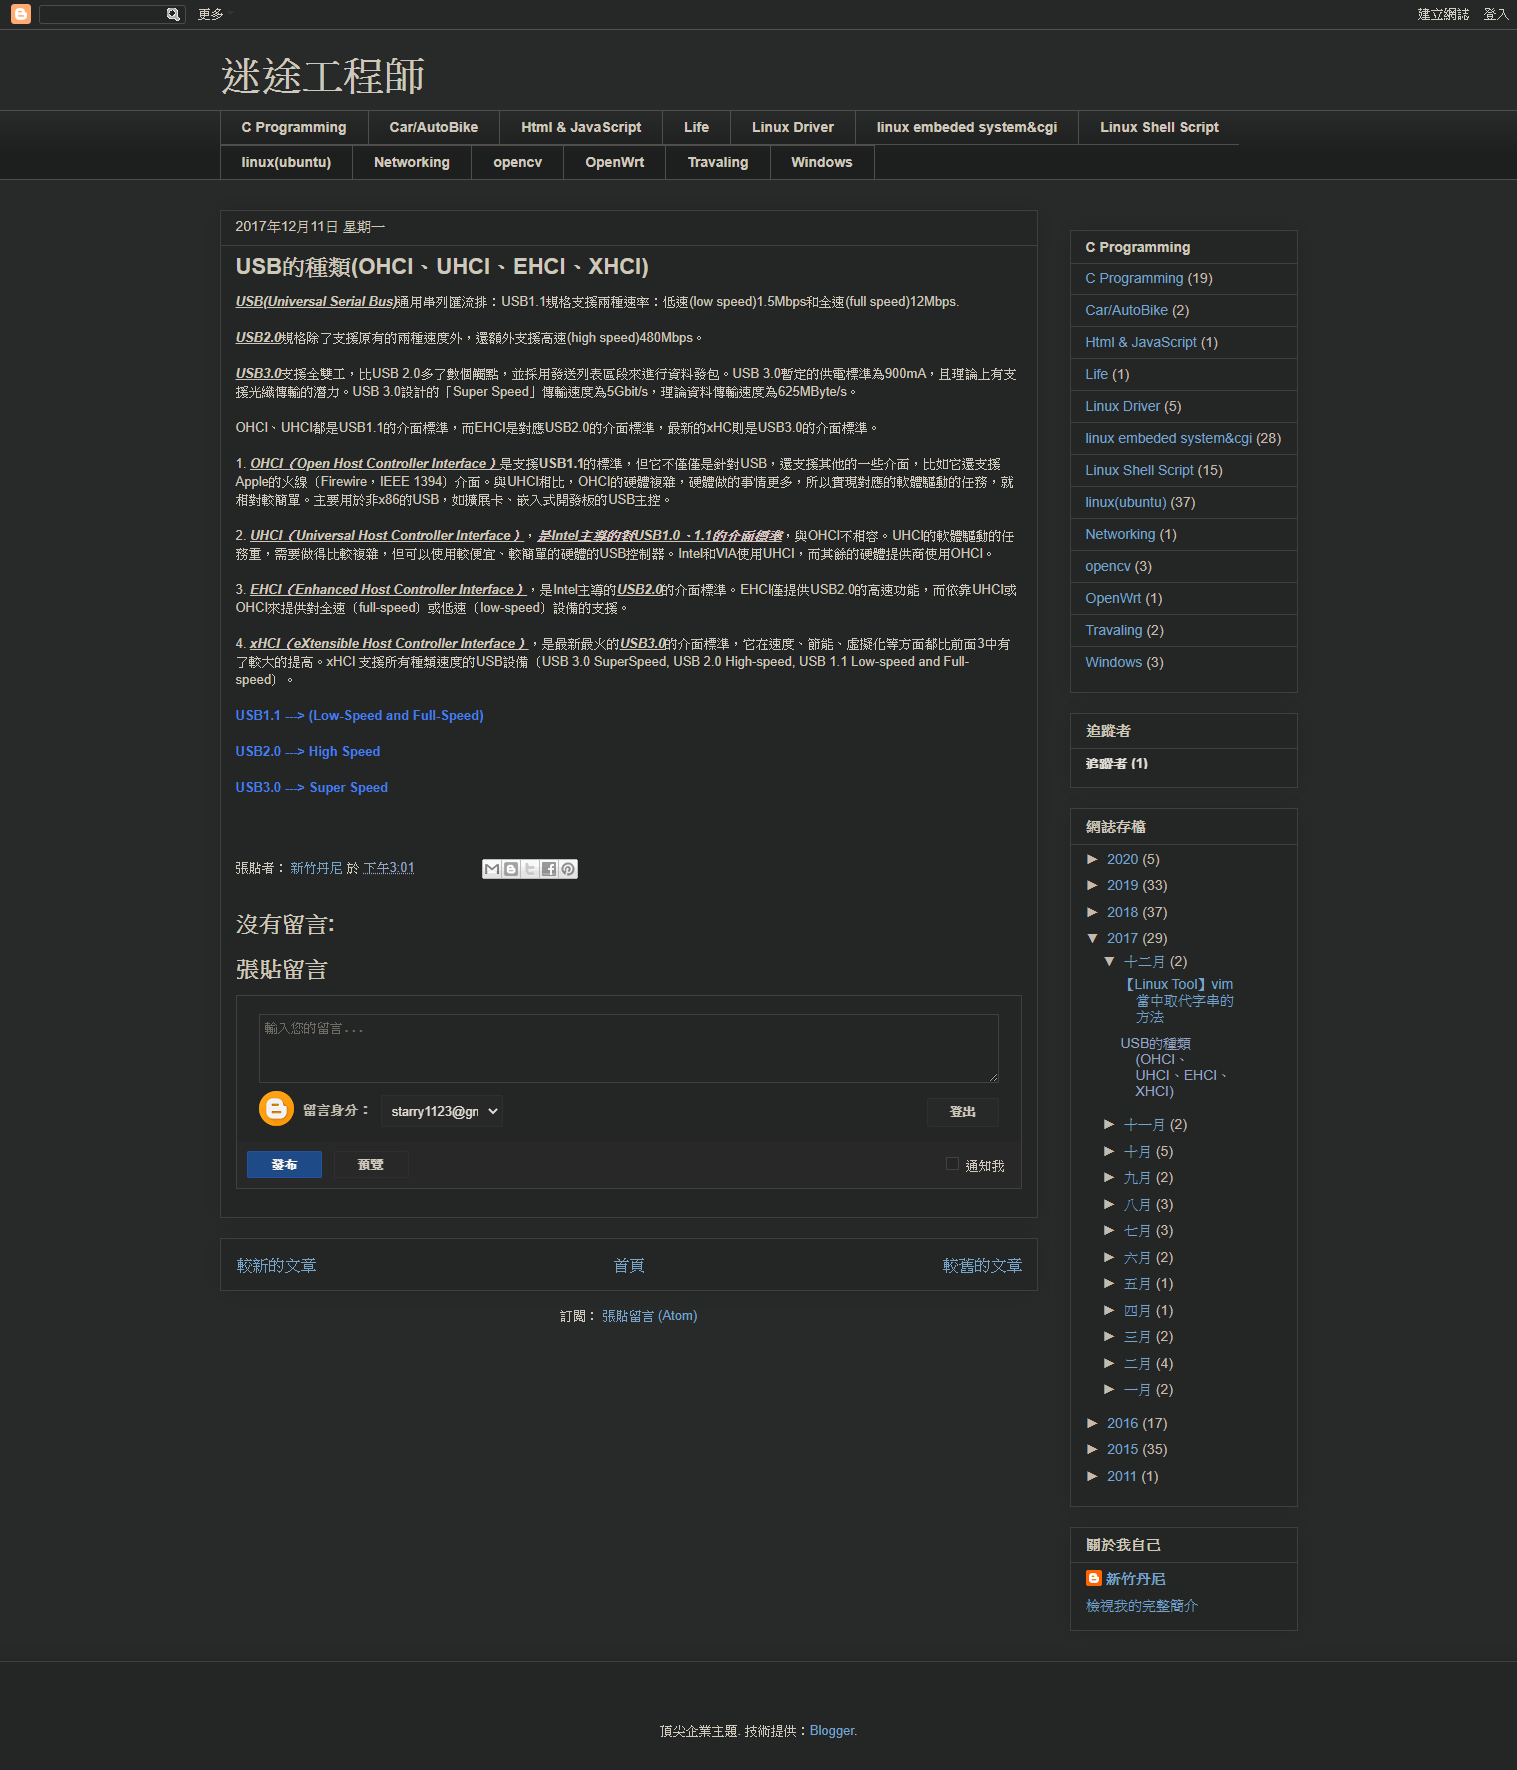 更多
建立網誌 登入
迷途工程師
C Programming Car/AutoBike Html & JavaScript Life Linux Driver linux embeded system&cgi Linux Shell Script
linux(ubuntu) Networking opencv OpenWrt Travaling Windows
2017年12月11日 星期一
USB的種類(OHCI、UHCI、EHCI、XHCI)
USB(Universal Serial Bus)通用串列匯流排：USB1.1規格支援兩種速率：低速(low speed)1.5Mbps和全速(full speed)12Mbps.
USB2.0規格除了支援原有的兩種速度外，還額外支援高速(high speed)480Mbps。
USB3.0支援全雙工，比USB 2.0多了數個觸點，並採用發送列表區段來進行資料發包。USB 3.0暫定的供電標準為900mA，且理論上有支
援光纖傳輸的潛力。USB 3.0設計的「Super Speed」傳輸速度為5Gbit/s，理論資料傳輸速度為625MByte/s。
OHCI、UHCI都是USB1.1的介面標準，而EHCI是對應USB2.0的介面標準，最新的xHC則是USB3.0的介面標準。
1. OHCI（Open Host Controller Interface）是支援USB1.1的標準，但它不僅僅是針對USB，還支援其他的一些介面，比如它還支援
Apple的火線（Firewire，IEEE 1394）介面。與UHCI相比，OHCI的硬體複雜，硬體做的事情更多，所以實現對應的軟體驅動的任務，就
相對較簡單。主要用於非x86的USB，如擴展卡、嵌入式開發板的USB主控。
2. UHCI（Universal Host Controller Interface），是Intel主導的對USB1.0、1.1的介面標準，與OHCI不相容。UHCI的軟體驅動的任
務重，需要做得比較複雜，但可以使用較便宜、較簡單的硬體的USB控制器。Intel和VIA使用UHCI，而其餘的硬體提供商使用OHCI。
3. EHCI（Enhanced Host Controller Interface），是Intel主導的USB2.0的介面標準。EHCI僅提供USB2.0的高速功能，而依靠UHCI或
OHCI來提供對全速（full-speed）或低速（low-speed）設備的支援。
4. xHCI（eXtensible Host Controller Interface），是最新最火的USB3.0的介面標準，它在速度、節能、虛擬化等方面都比前面3中有
了較大的提高。xHCI 支援所有種類速度的USB設備（USB 3.0 SuperSpeed, USB 2.0 High-speed, USB 1.1 Low-speed and Full-
speed）。
USB1.1 ---> (Low-Speed and Full-Speed)
USB2.0 ---> High Speed
USB3.0 ---> Super Speed
張貼者： 新竹丹尼 於 下午3:01
沒有留言:
張貼留言
輸入您的留言...
留言身分： starry1123@gn 登出
發布 預覽 通知我
較新的文章 首頁 較舊的文章
訂閱： 張貼留言 (Atom)
C Programming
C Programming (19)
Car/AutoBike (2)
Html & JavaScript (1)
Life (1)
Linux Driver (5)
linux embeded system&cgi (28)
Linux Shell Script (15)
linux(ubuntu) (37)
Networking (1)
opencv (3)
OpenWrt (1)
Travaling (2)
Windows (3)
追蹤者
追蹤者 (1)
網誌存檔
► 2020 (5)
► 2019 (33)
► 2018 (37)
▼ 2017 (29)
▼ 十二月 (2)
【Linux Tool】vim
當中取代字串的
方法
USB的種類
(OHCI、
UHCI、EHCI、
XHCI)
► 十一月 (2)
► 十月 (5)
► 九月 (2)
► 八月 (3)
► 七月 (3)
► 六月 (2)
► 五月 (1)
► 四月 (1)
► 三月 (2)
► 二月 (4)
► 一月 (2)
► 2016 (17)
► 2015 (35)
► 2011 (1)
關於我自己
新竹丹尼
檢視我的完整簡介
頂尖企業主題. 技術提供：Blogger.